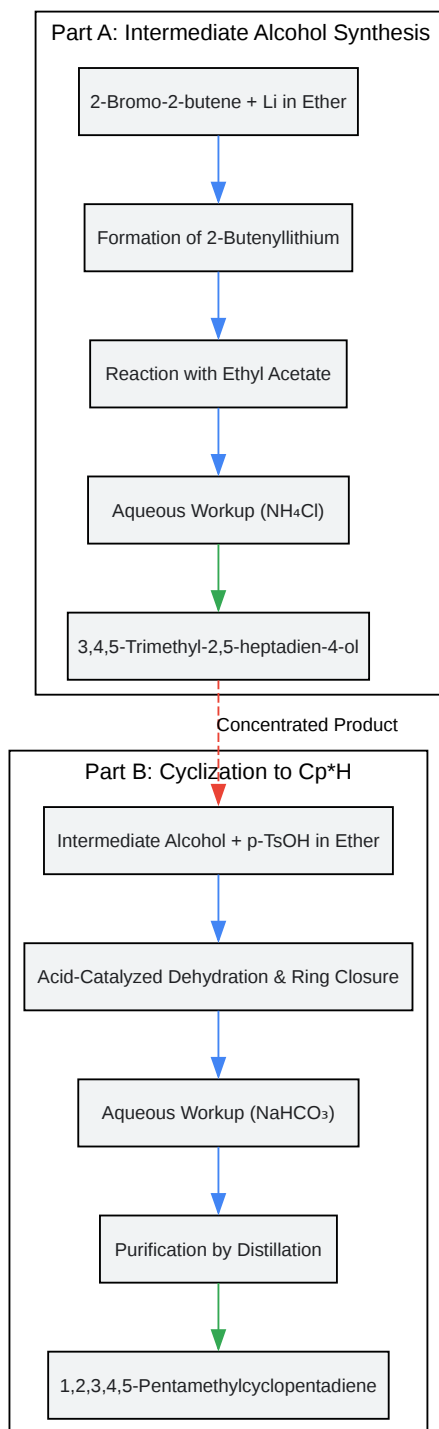 Part A: Intermediate Alcohol Synthesis
2-Bromo-2-butene + Li in Ether
Formation of 2-Butenyllithium
Reaction with Ethyl Acetate
Aqueous Workup (NH₄Cl)
3,4,5-Trimethyl-2,5-heptadien-4-ol
Concentrated Product
Part B: Cyclization to Cp*H
Intermediate Alcohol + p-TsOH in Ether
Acid-Catalyzed Dehydration & Ring Closure
Aqueous Workup (NaHCO₃)
Purification by Distillation
1,2,3,4,5-Pentamethylcyclopentadiene